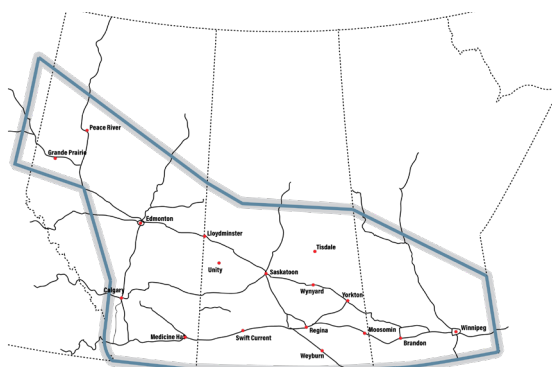 Peace River
Grande Prairie
Edmonton
Lloydminster
Tisdale
Unity
Saskatoon
Calgary
Wynyard
Yorkton
Medicine Ha
Swift Current
Regina
Moosomin
Winnipeg
Brandon
Weyburn